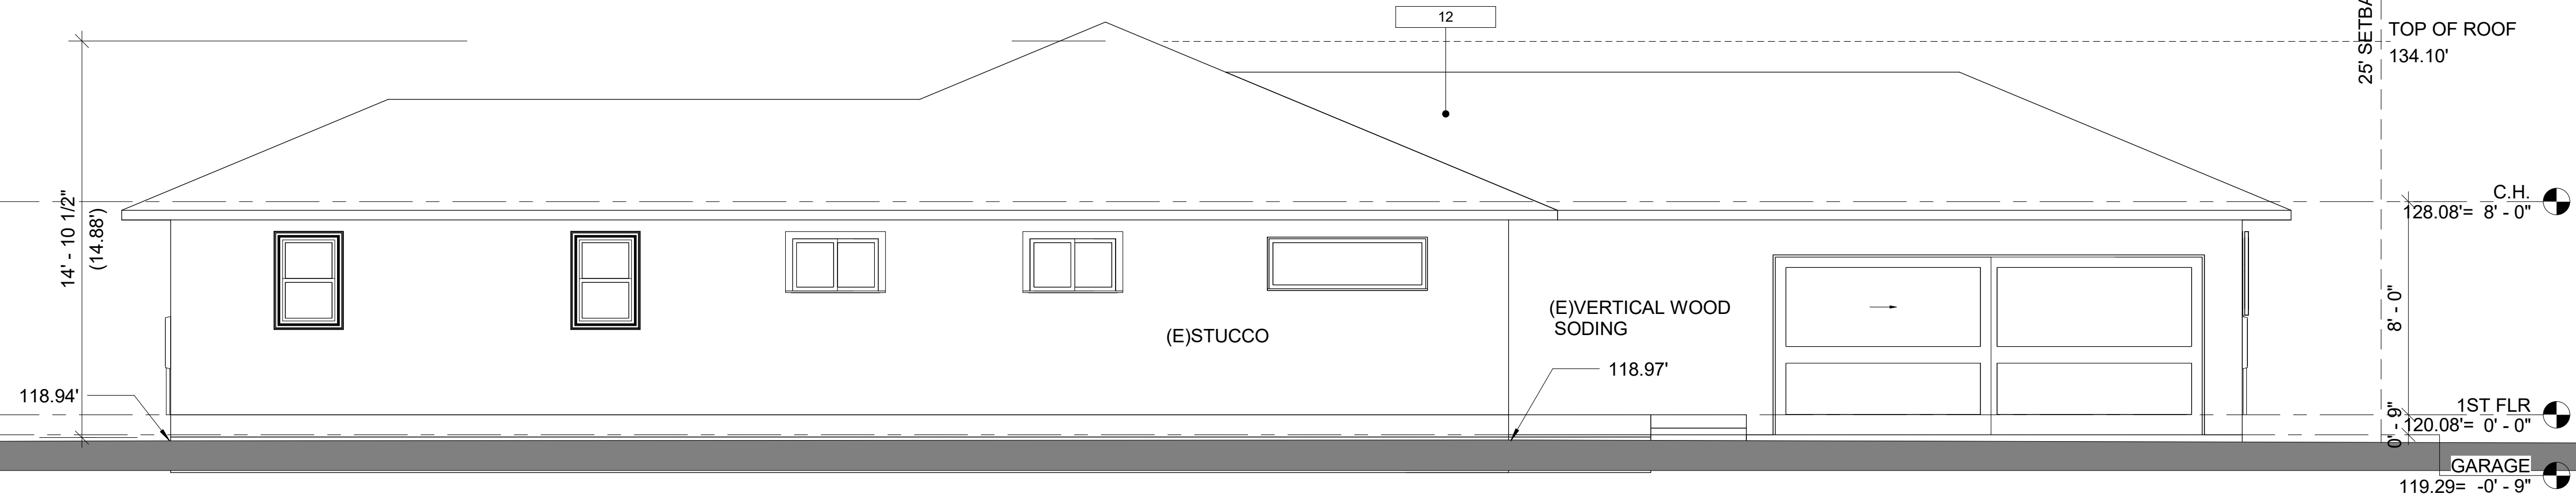 12
25' SETBA
TOP OF ROOF
134.10'
14' - 10 1/2"
(14.88')
C.H.
128.08'= 8' - 0"
8' - 0"
(E)VERTICAL WOOD
SODING
(E)STUCCO
118.97'
118.94'
1ST FLR
120.08'= 0' - 0"
0' - 9"
GARAGE
119.29= -0' - 9"